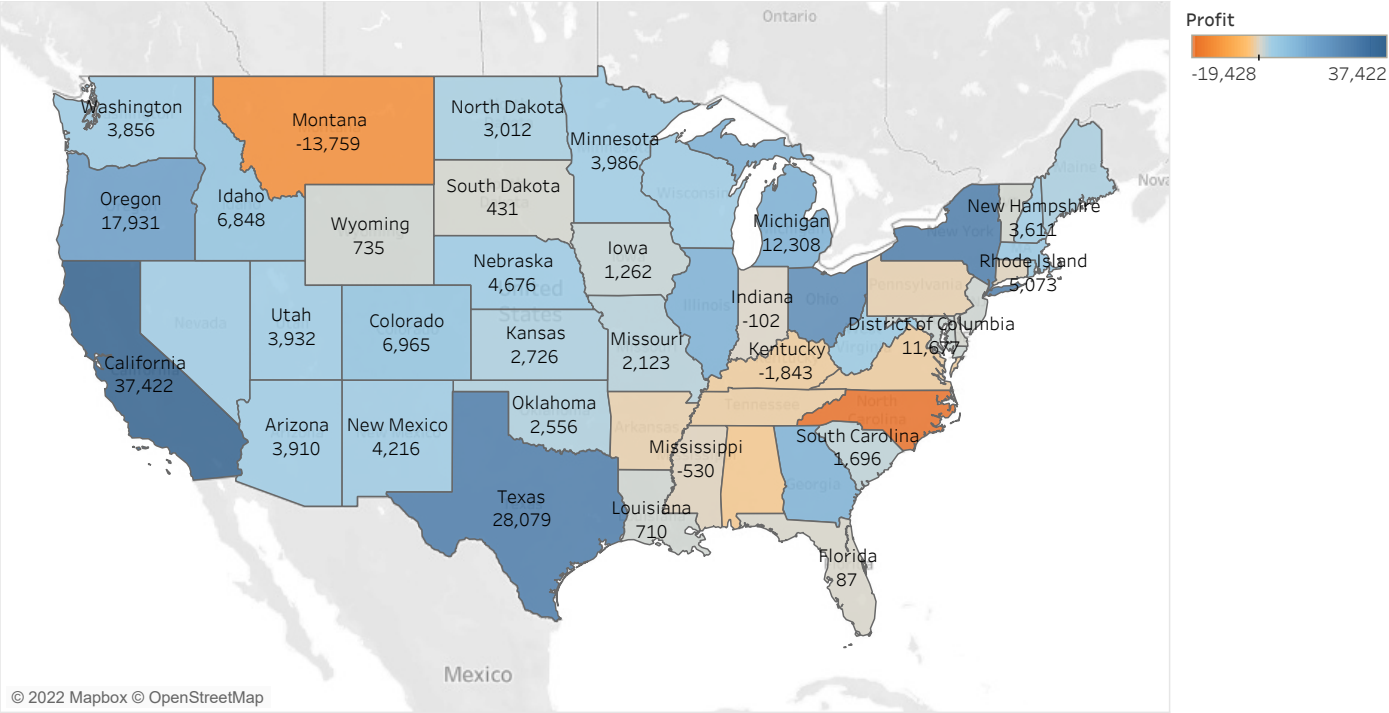 Ontario
Profit
-19,428
37,422
Washington
3,856
Montana
-13,759
North Dakota
3,012
Minnesota
3,986
Maine
Nova
Oregon
17,931
Idaho
6,848
Wyoming
735
South Dakota
431
Wisconsin
Michigan
12,308
New York
New Hampshire
3,611
Iowa
1,262
Nebraska
4,676
United
States
Rhode Island
5,073
Illinois
Indiana
-102
Ohio
Pennsylvania
Nevada
Utah
3,932
Colorado
6,965
Kansas
2,726
Missouri
2,123
Kentucky
-1,843
Virginia
District of Columbia
11,677
California
37,422
Arizona
3,910
New Mexico
4,216
Oklahoma
2,556
Arkansas
Tennessee
North
Carolina
Mississippi
-530
South Carolina
1,696
Georgia
Texas
28,079
Louisiana
710
Florida
87
Mexico
© 2022 Mapbox © OpenStreetMap